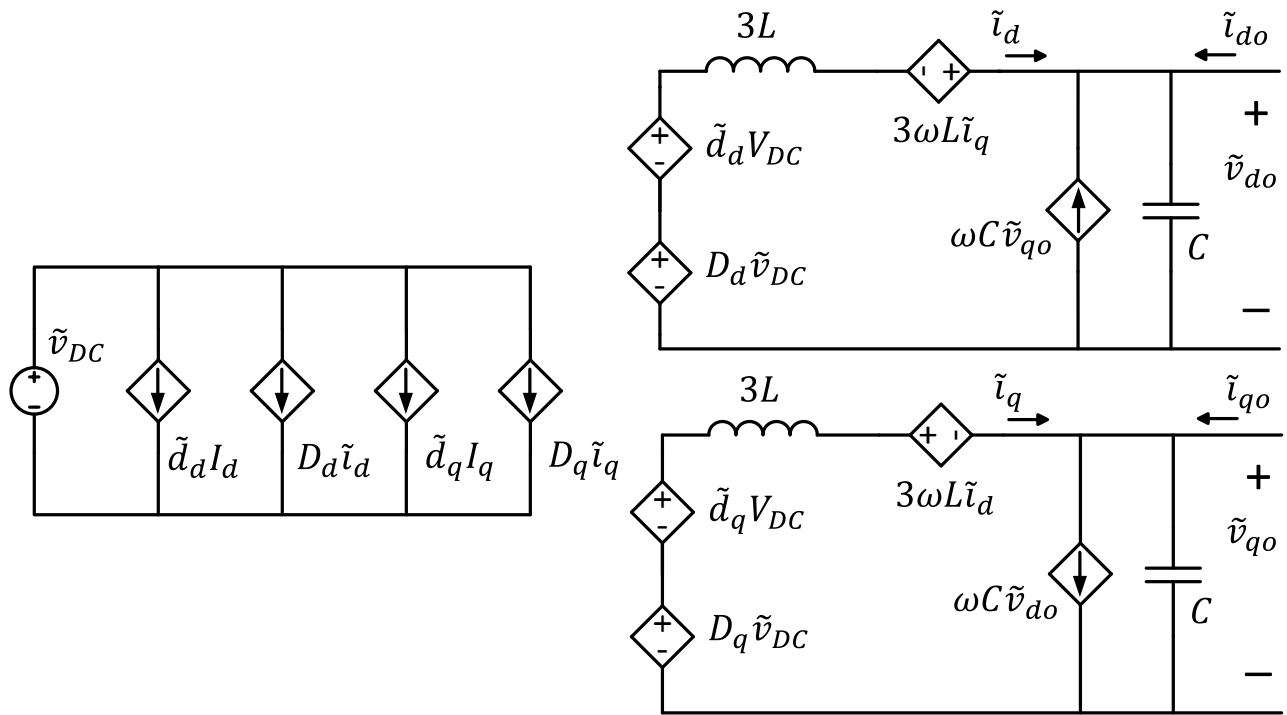 ṽ_DC
+
−
d̃_d I_d
D_d ĩ_d
d̃_q I_q
D_q ĩ_q
3L
ĩ_d
ĩ_do
- +
3ωLĩ_q
+
-
d̃_d V_DC
+
-
D_d ṽ_DC
ωCṽ_qo
C
+
ṽ_do
−
3L
ĩ_q
ĩ_qo
+ -
3ωLĩ_d
+
-
d̃_q V_DC
+
-
D_q ṽ_DC
ωCṽ_do
C
+
ṽ_qo
−